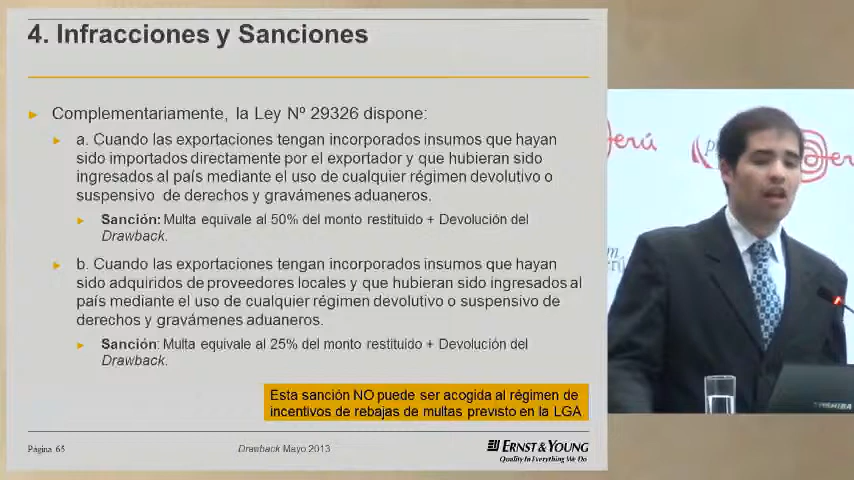 4. Infracciones y Sanciones
Complementariamente, la Ley Nº 29326 dispone:
a. Cuando las exportaciones tengan incorporados insumos que hayan
sido importados directamente por el exportador y que hubieran sido
ingresados al país mediante el uso de cualquier régimen devolutivo o
suspensivo de derechos y gravámenes aduaneros.
Sanción: Multa equivale al 50% del monto restituido + Devolución del
Drawback.
b. Cuando las exportaciones tengan incorporados insumos que hayan
sido adquiridos de proveedores locales y que hubieran sido ingresados al
país mediante el uso de cualquier régimen devolutivo o suspensivo de
derechos y gravámenes aduaneros.
Sanción: Multa equivale al 25% del monto restituido + Devolución del
Drawback.
Esta sanción NO puede ser acogida al régimen de
incentivos de rebajas de multas previsto en la LGA
Página 65
Drawback Mayo 2013
ERNST & YOUNG
Quality In Everything We Do
erú
TOSHIBA